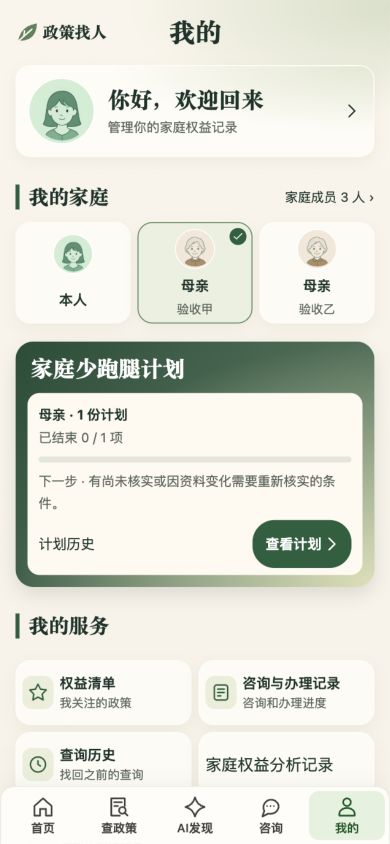 政策找人
我的
你好，欢迎回来
管理你的家庭权益记录
我的家庭
家庭成员 3 人 ›
本人
母亲
验收甲
母亲
验收乙
家庭少跑腿计划
母亲 · 1 份计划
已结束 0 / 1 项
下一步 · 有尚未核实或因资料变化需要重新核实的条
件。
计划历史
查看计划
我的服务
权益清单
我关注的政策
咨询与办理记录
咨询和办理进度
查询历史
找回之前的查询
家庭权益分析记录
首页
查政策
AI发现
咨询
我的